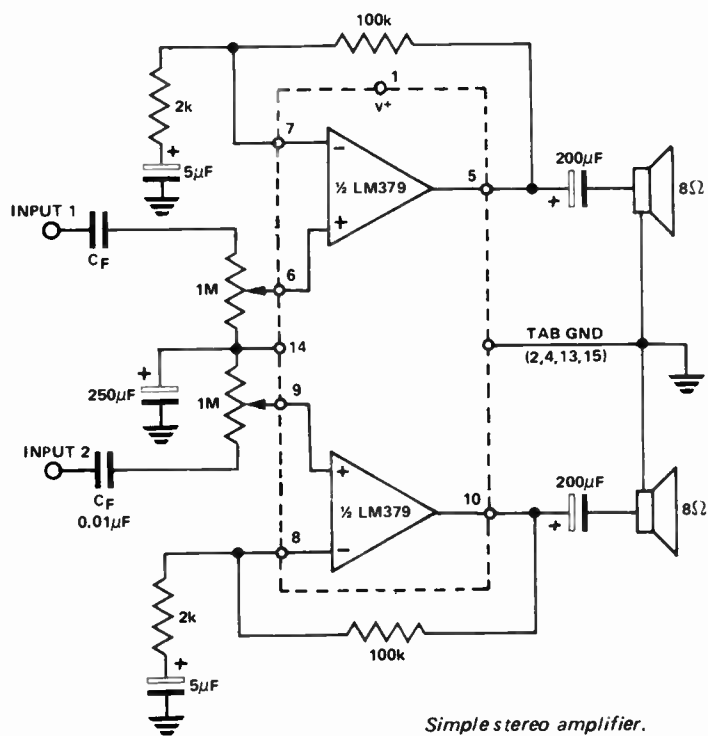 100k
1
v+
2k
7
−
+
5μF
½ LM379
5
200μF
+
8Ω
INPUT 1
CF
+
6
1M
14
TAB GND
(2,4,13,15)
+
250μF
1M
9
INPUT 2
CF
0.01μF
+
½ LM379
10
200μF
+
8Ω
8
−
2k
+
5μF
100k
Simple stereo amplifier.